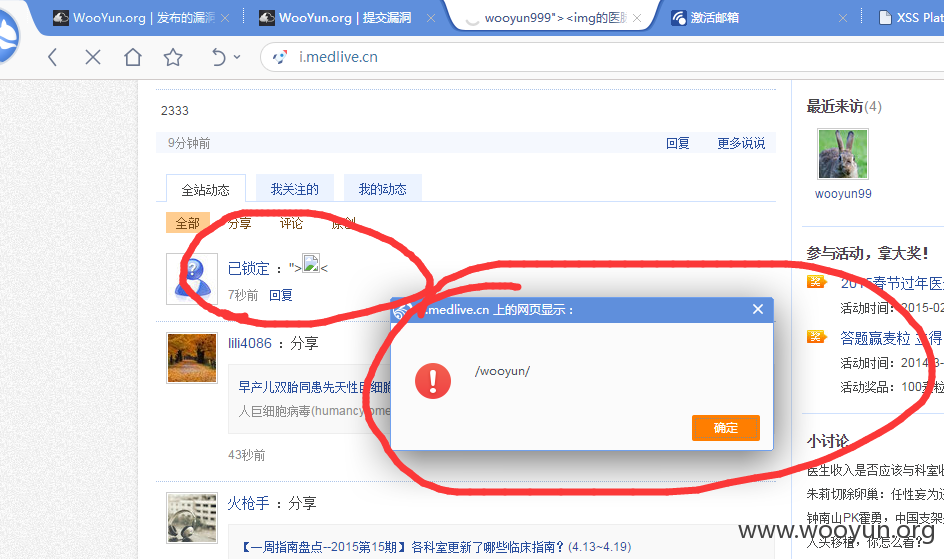 WooYun.org | 发布的漏洞
WooYun.org | 提交漏洞
wooyun999"><img的医脉
激活邮箱
XSS Plat
i.medlive.cn
2333
9分钟前
回复
更多说说
全站动态
我关注的
我的动态
全部
分享
评论
原创
已锁定 : "><
7秒前 回复
lili4086 : 分享
早产儿双胎同患先天性巨细胞
人巨细胞病毒(humancytome
43秒前
火枪手 : 分享
【一周指南盘点--2015第15期】各科室更新了哪些临床指南? (4.13~4.19)
.medlive.cn 上的网页显示:
/wooyun/
确定
最近来访(4)
wooyun99
参与活动,拿大奖!
奖 2015春节过年医
活动时间: 2015-02
奖 答题赢麦粒 立得
活动时间: 2014-3-
活动奖品: 100麦粒
小讨论
医生收入是否应该与科室收
朱莉切除卵巢:任性妄为还
钟南山PK霍勇,中国支架
人头移植,你怎么看?
www.wooyun.org